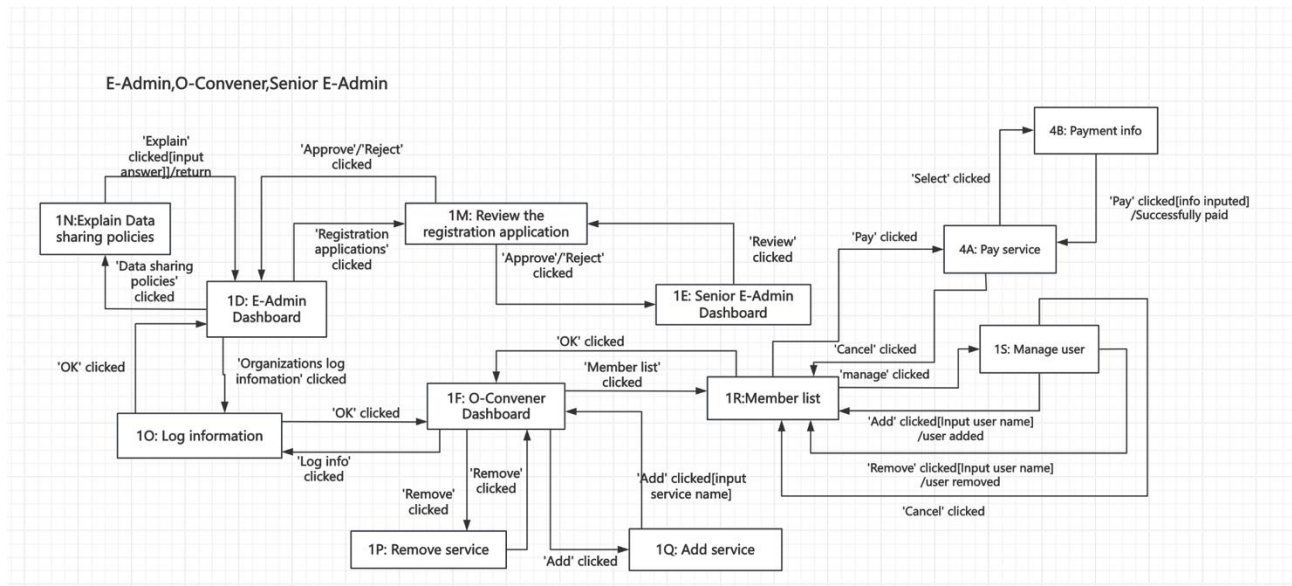 E-Admin,O-Convener,Senior E-Admin
'Explain'
clicked[input
answer]]/return
'Approve'/'Reject'
clicked
4B: Payment info
'Select' clicked
'Pay' clicked[info inputed]
/Successfully paid
1N:Explain Data
sharing policies
1M: Review the
registration application
'Registration
applications'
clicked
'Pay' clicked
4A: Pay service
'Review'
clicked
'Approve'/'Reject'
clicked
'Data sharing
policies'
clicked
1D: E-Admin
Dashboard
1E: Senior E-Admin
Dashboard
'OK' clicked
'Organizations log
infomation' clicked
'OK' clicked
'Cancel' clicked
1S: Manage user
'Member list'
clicked
'manage' clicked
1F: O-Convener
Dashboard
1R:Member list
'OK' clicked
1O: Log information
'Add' clicked[Input user name]
/user added
'Log info'
clicked
'Remove'
clicked
'Remove'
clicked
'Add' clicked[input
service name]
'Remove' clicked[Input user name]
/user removed
'Cancel' clicked
1P: Remove service
'Add' clicked
1Q: Add service